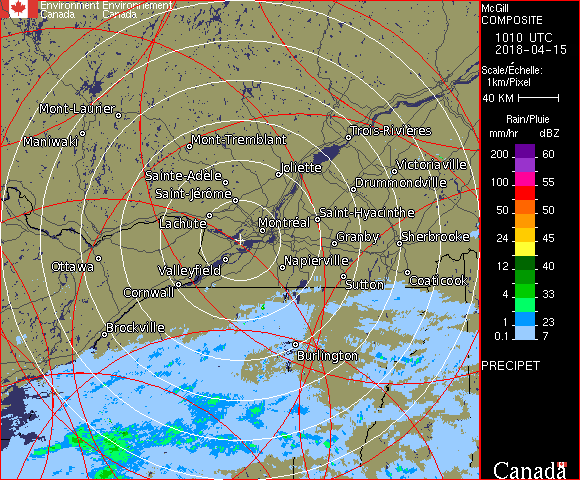 Environment Environnement
Canada Canada
McGill
COMPOSITE
1010 UTC
2018-04-15
Scale/Échelle:
1km/Pixel
40 KM
Rain/Pluie
mm/hr dBZ
200 60
100 55
50 50
24 45
12 40
4 33
1 23
0.1 7
PRECIPET
Mont-Laurier
Maniwaki
Mont-Tremblant
Trois-Rivières
Sainte-Adèle
Joliette
Victoriaville
Saint-Jérôme
Drummondville
Lachute
Montréal
Saint-Hyacinthe
Granby
Sherbrooke
Ottawa
Valleyfield
Napierville
Cornwall
Sutton
Coaticook
Brockville
Burlington
Canada